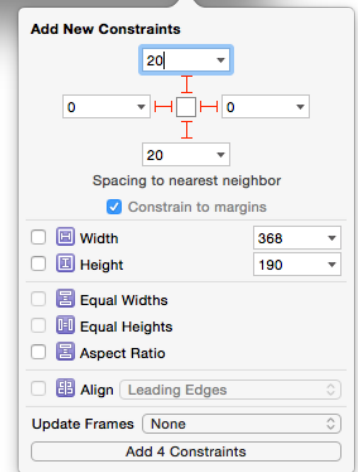 Add New Constraints
20
0 0
20
Spacing to nearest neighbor
Constrain to margins
Width 368
Height 190
Equal Widths
Equal Heights
Aspect Ratio
Align Leading Edges
Update Frames None
Add 4 Constraints